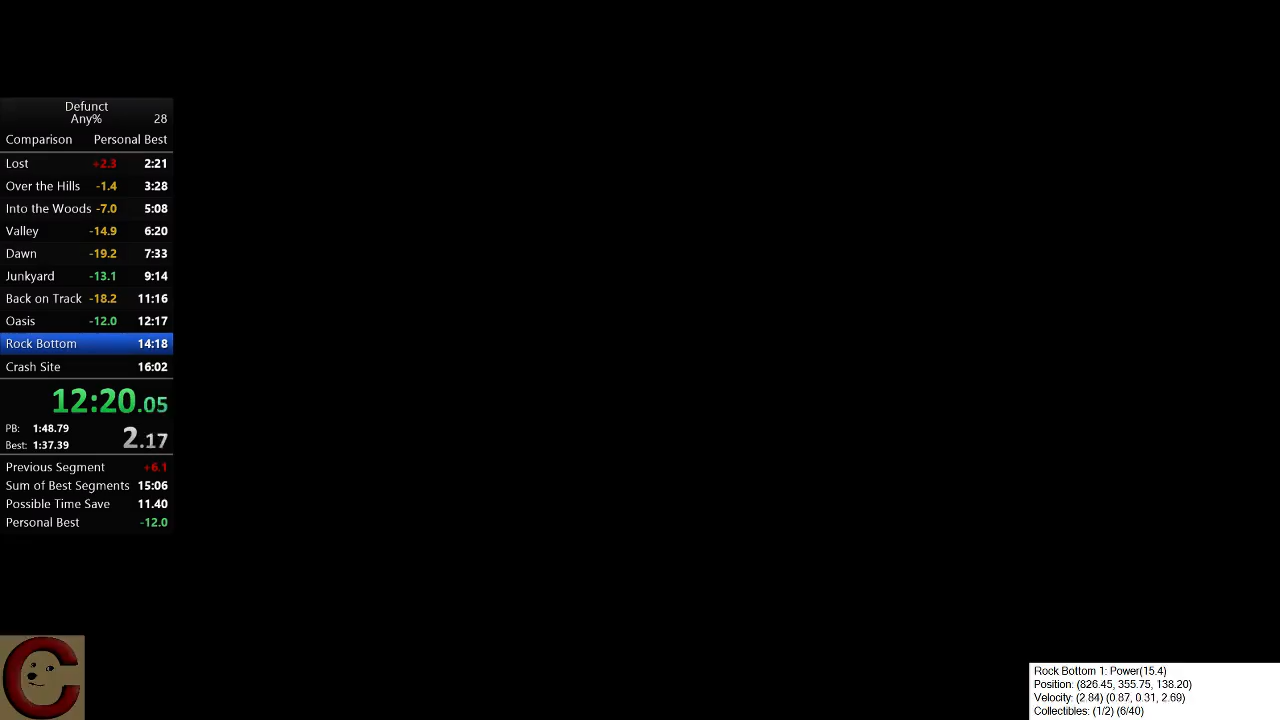 Defunct
Any% 28
Comparison Personal Best
Lost +2.3 2:21
Over the Hills -1.4 3:28
Into the Woods -7.0 5:08
Valley -14.9 6:20
Dawn -19.2 7:33
Junkyard -13.1 9:14
Back on Track -18.2 11:16
Oasis -12.0 12:17
Rock Bottom 14:18
Crash Site 16:02
12:20.05
PB: 1:48.79
Best: 1:37.39
2.17
Previous Segment +6.1
Sum of Best Segments 15:06
Possible Time Save 11.40
Personal Best -12.0
C
Rock Bottom 1: Power(15.4)
Position: (826.45, 355.75, 138.20)
Velocity: (2.84) (0.87, 0.31, 2.69)
Collectibles: (1/2) (6/40)